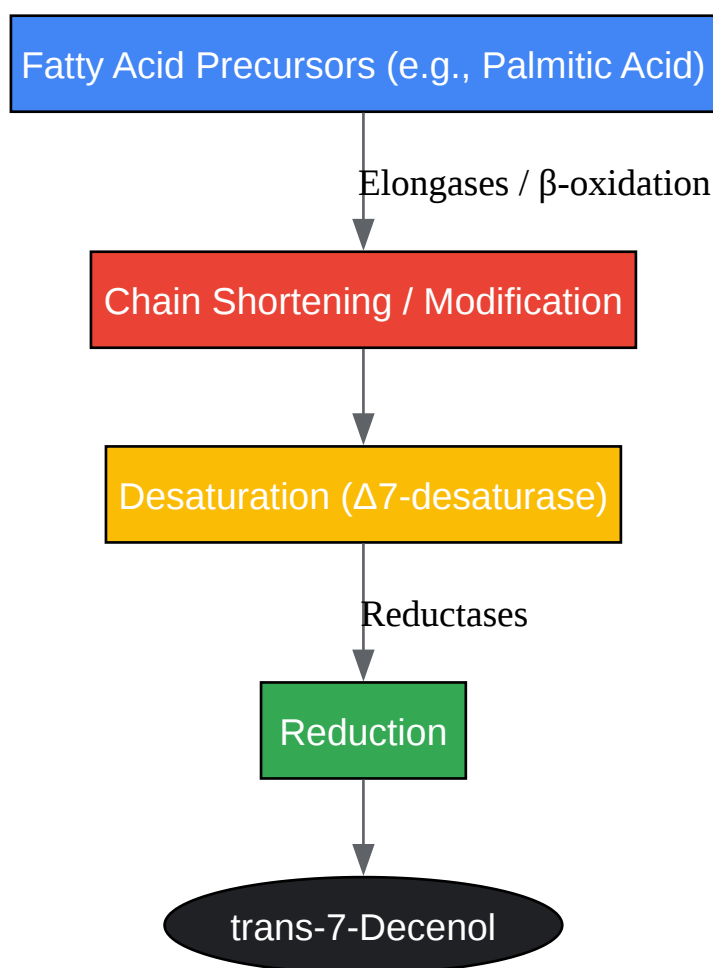 Fatty Acid Precursors (e.g., Palmitic Acid)
Elongases / β-oxidation
Chain Shortening / Modification
Desaturation (Δ7-desaturase)
Reductases
Reduction
trans-7-Decenol